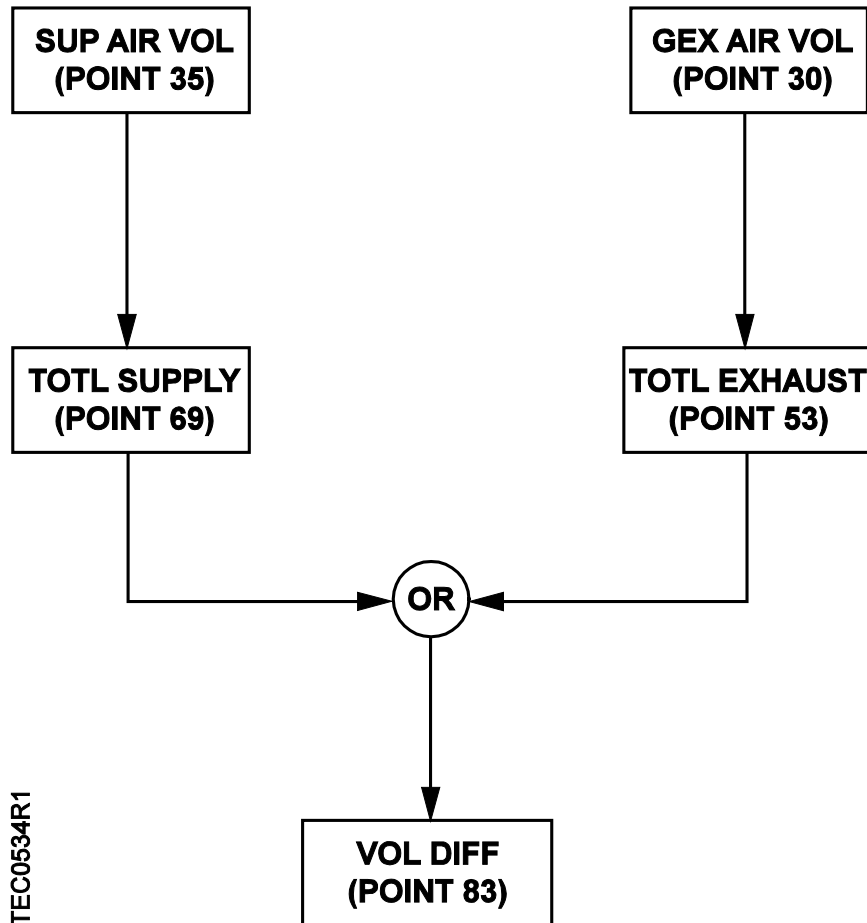 SUP AIR VOL
(POINT 35)
GEX AIR VOL
(POINT 30)
TOTL SUPPLY
(POINT 69)
TOTL EXHAUST
(POINT 53)
OR
VOL DIFF
(POINT 83)
TEC0534R1